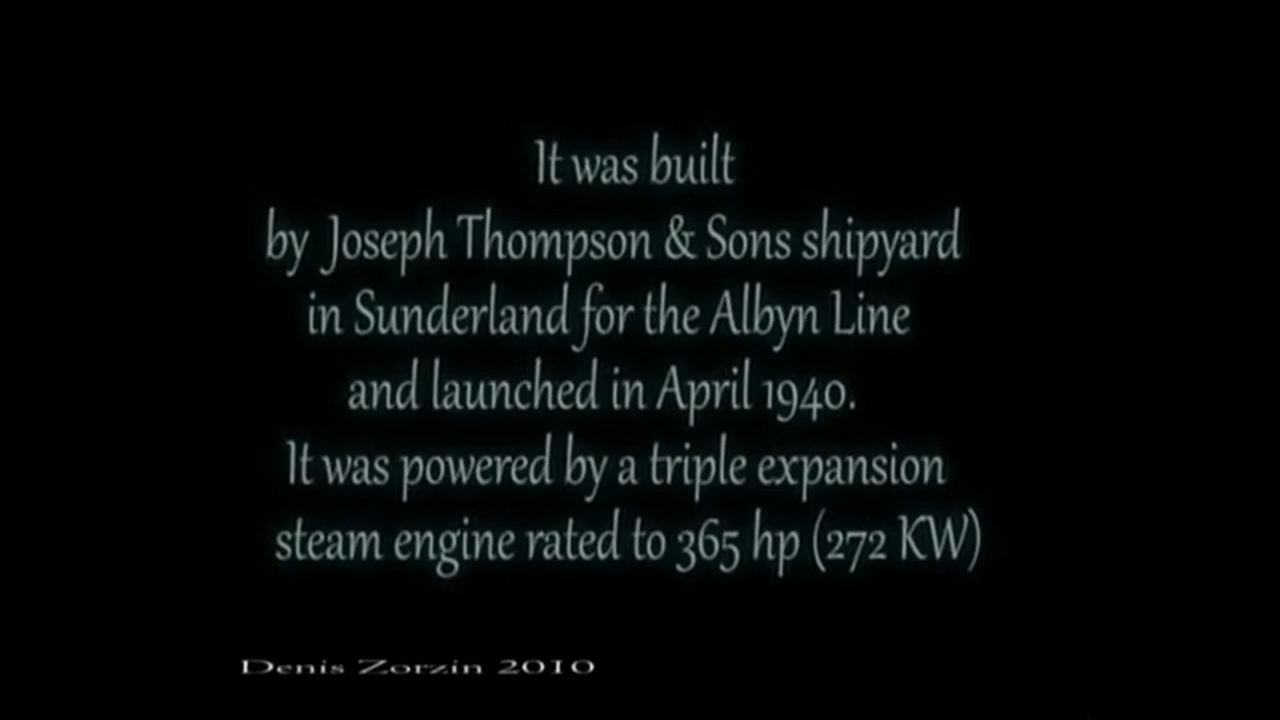 It was built
by Joseph Thompson & Sons shipyard
in Sunderland for the Albyn Line
and launched in April 1940.
It was powered by a triple expansion
steam engine rated to 365 hp (272 KW)
Denis Zorzin 2010